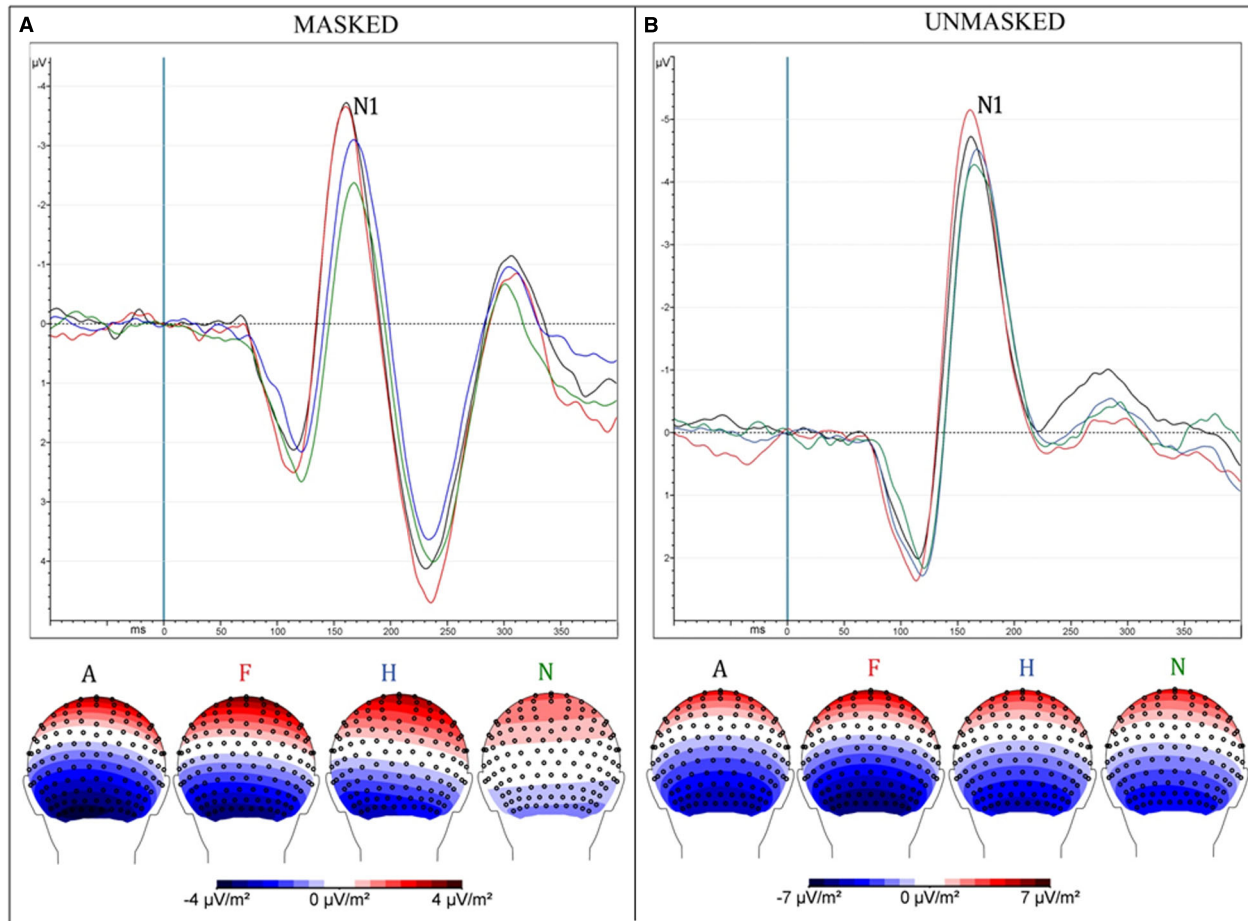 A MASKED
µV
-4
N1
-3
-2
-1
0
1
2
3
4
ms 0 50 100 150 200 250 300 350
A F H N
-4 µV/m² 0 µV/m² 4 µV/m²
B UNMASKED
µV
N1
-5
-4
-3
-2
-1
0
1
2
ms 0 50 100 150 200 250 300 350
A F H N
-7 µV/m² 0 µV/m² 7 µV/m²